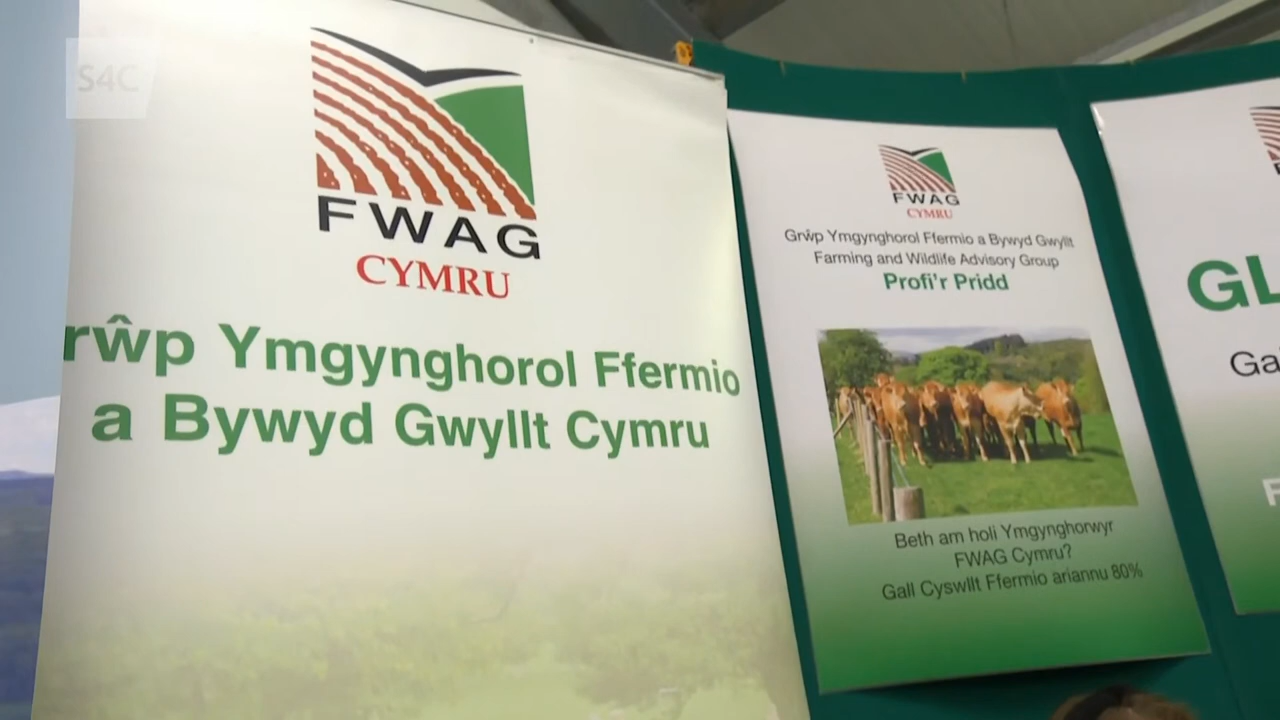 S4C
FWAG
CYMRU
rŵp Ymgynghorol Ffermio
a Bywyd Gwyllt Cymru
FWAG
CYMRU
Grŵp Ymgynghorol Ffermio a Bywyd Gwyllt
Farming and Wildlife Advisory Group
Profi'r Pridd
Beth am holi Ymgynghorwyr
FWAG Cymru?
Gall Cyswllt Ffermio ariannu 80%
GL
Ga
F